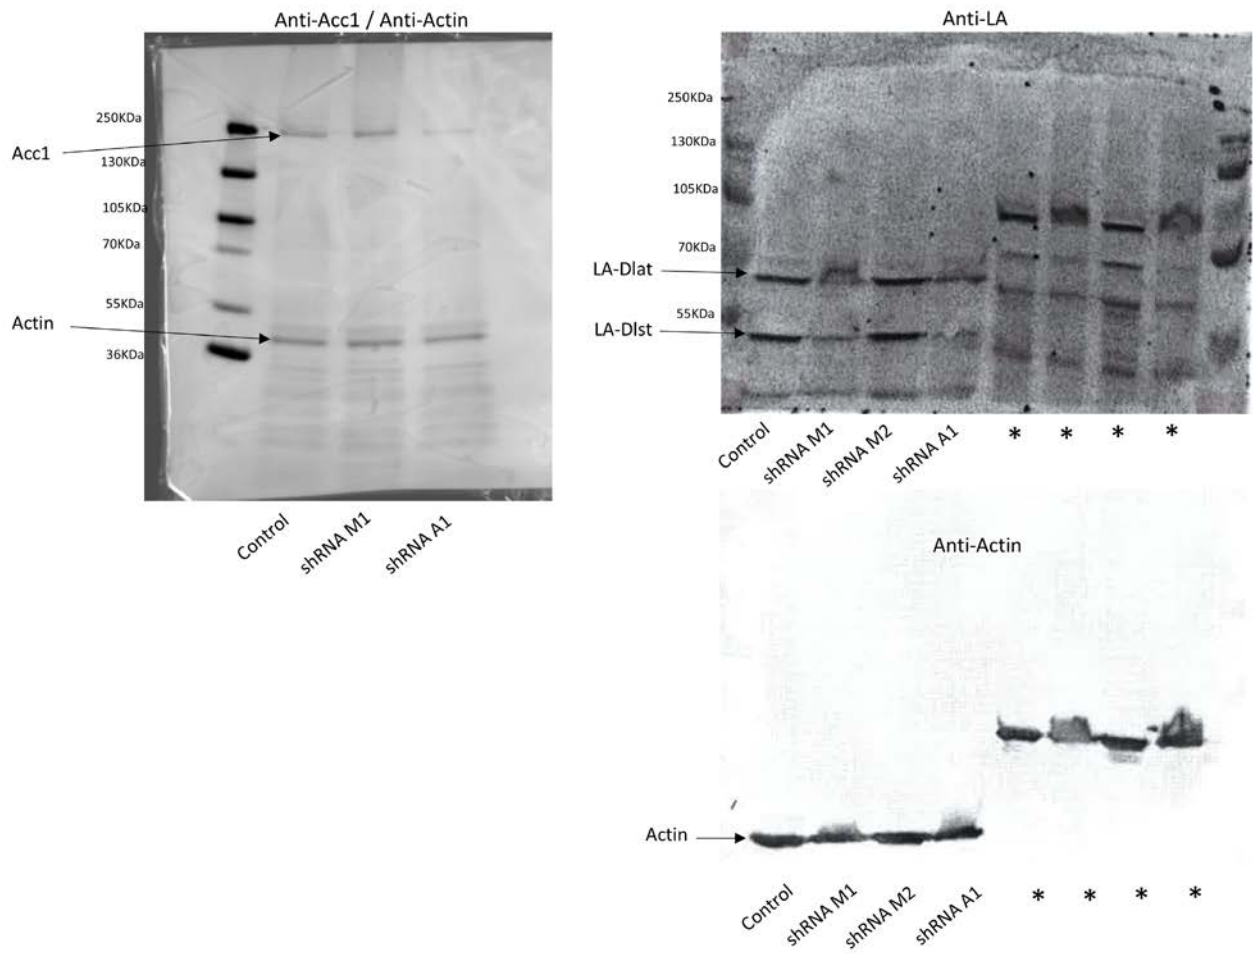 Anti-Acc1 / Anti-Actin
250KDa
Acc1
130KDa
105KDa
70KDa
55KDa
Actin
36KDa
Control
shRNA M1
shRNA A1
Anti-LA
250KDa
130KDa
105KDa
70KDa
LA-Dlat
55KDa
LA-Dlst
Control
shRNA M1
shRNA M2
shRNA A1
* * * *
Anti-Actin
Actin
Control
shRNA M1
shRNA M2
shRNA A1
* * * *